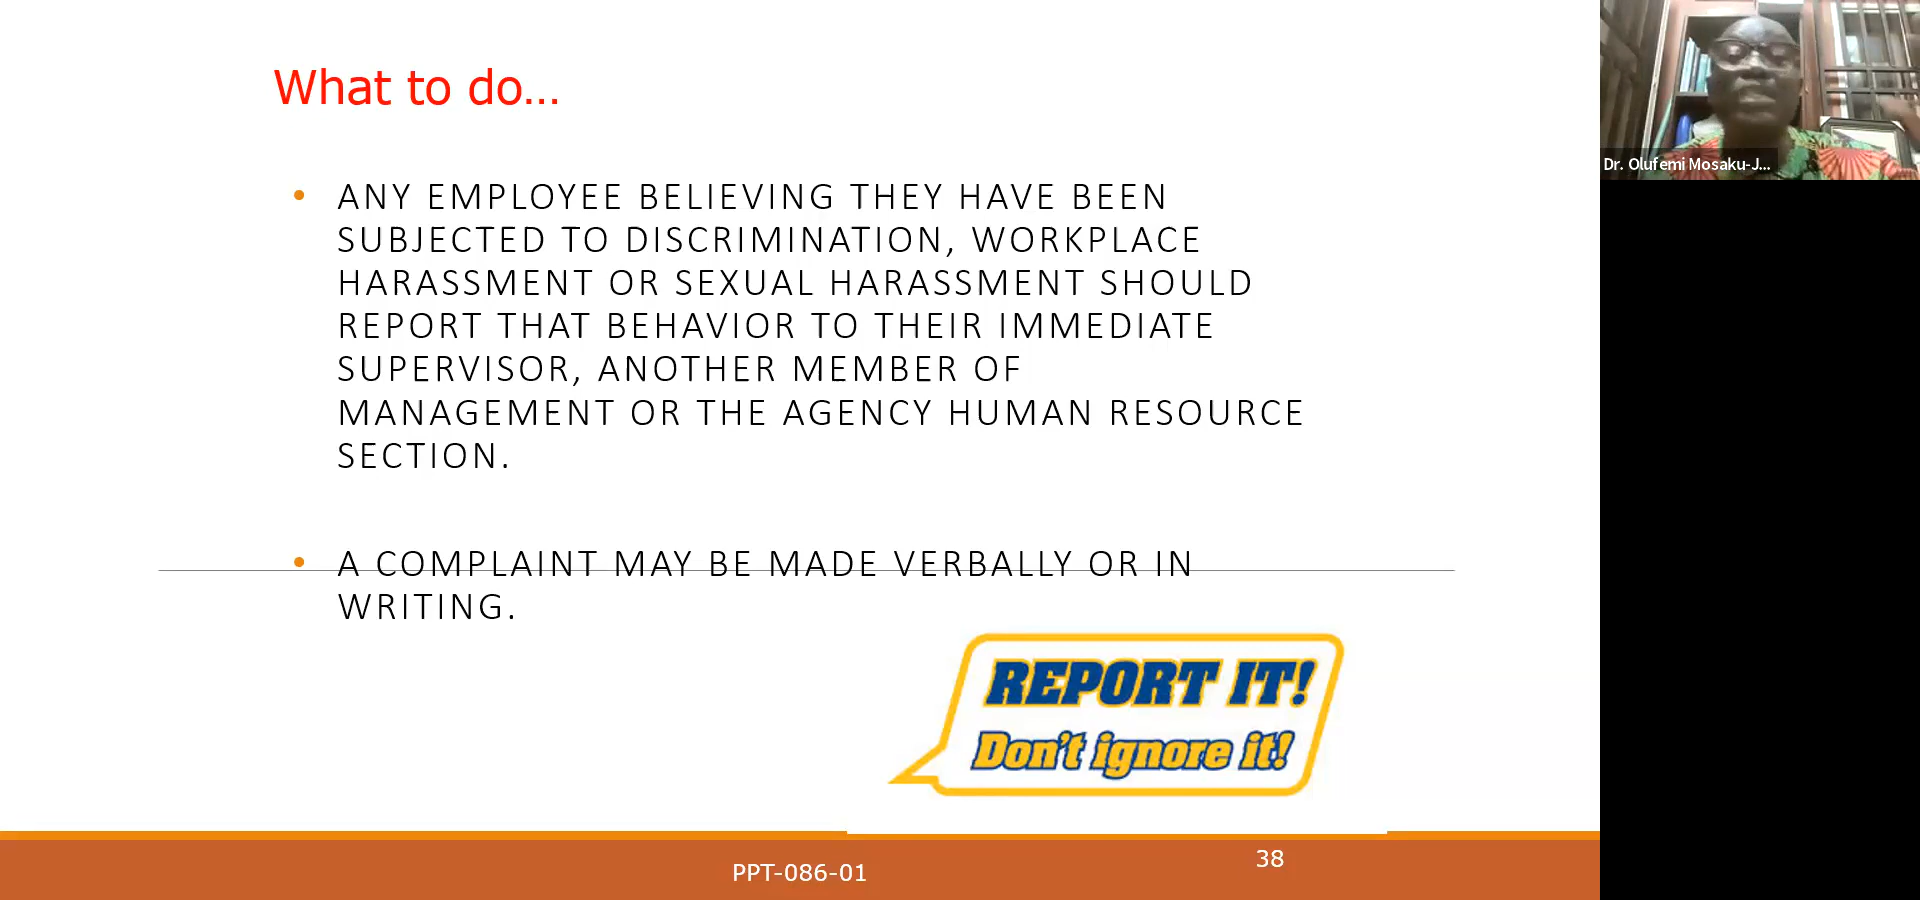 What to do...
• ANY EMPLOYEE BELIEVING THEY HAVE BEEN
SUBJECTED TO DISCRIMINATION, WORKPLACE
HARASSMENT OR SEXUAL HARASSMENT SHOULD
REPORT THAT BEHAVIOR TO THEIR IMMEDIATE
SUPERVISOR, ANOTHER MEMBER OF
MANAGEMENT OR THE AGENCY HUMAN RESOURCE
SECTION.
• A COMPLAINT MAY BE MADE VERBALLY OR IN
WRITING.
REPORT IT!
Don't ignore it!
PPT-086-01
38
Dr. Olufemi Mosaku-J...